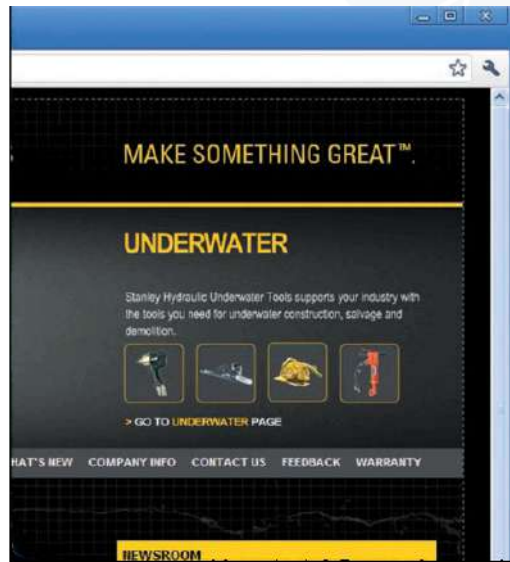 MAKE SOMETHING GREAT™.
UNDERWATER
Stanley Hydraulic Underwater Tools supports your industry with
the tools you need for underwater construction, salvage and
demolition.
> GO TO UNDERWATER PAGE
HAT'S NEW COMPANY INFO CONTACT US FEEDBACK WARRANTY
NEWSROOM